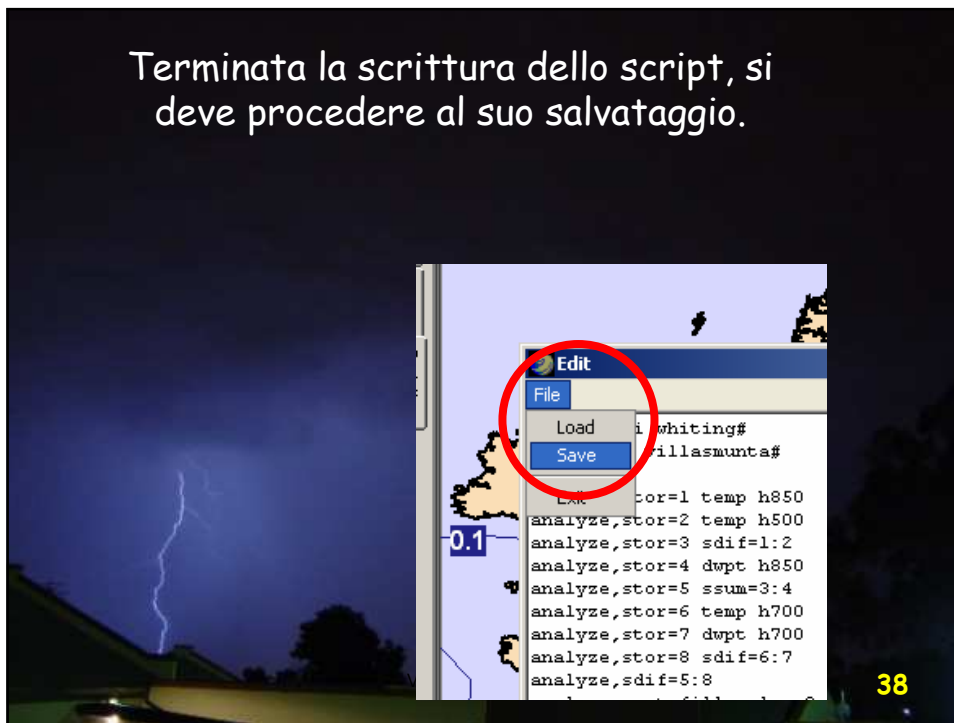 Terminata la scrittura dello script, si
deve procedere al suo salvataggio.
Edit
File
Load
Save
Exit
whiting#
villasmunta#
stor=1 temp h850
analyze,stor=2 temp h500
analyze,stor=3 sdif=1:2
analyze,stor=4 dwpt h850
analyze,stor=5 ssum=3:4
analyze,stor=6 temp h700
analyze,stor=7 dwpt h700
analyze,stor=8 sdif=6:7
analyze,sdif=5:8
0.1
38